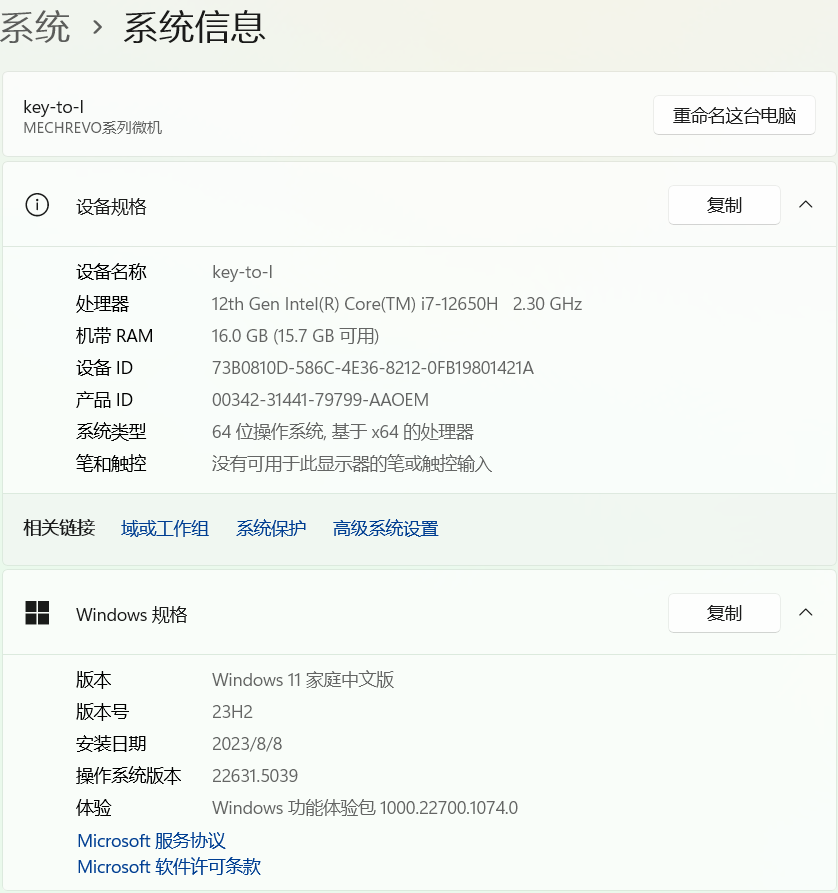 系统 › 系统信息
key-to-l
MECHREVO系列微机
重命名这台电脑
设备规格
复制
设备名称 key-to-l
处理器 12th Gen Intel(R) Core(TM) i7-12650H 2.30 GHz
机带 RAM 16.0 GB (15.7 GB 可用)
设备 ID 73B0810D-586C-4E36-8212-0FB19801421A
产品 ID 00342-31441-79799-AAOEM
系统类型 64 位操作系统, 基于 x64 的处理器
笔和触控 没有可用于此显示器的笔或触控输入
相关链接 域或工作组 系统保护 高级系统设置
Windows 规格
复制
版本 Windows 11 家庭中文版
版本号 23H2
安装日期 2023/8/8
操作系统版本 22631.5039
体验 Windows 功能体验包 1000.22700.1074.0
Microsoft 服务协议
Microsoft 软件许可条款